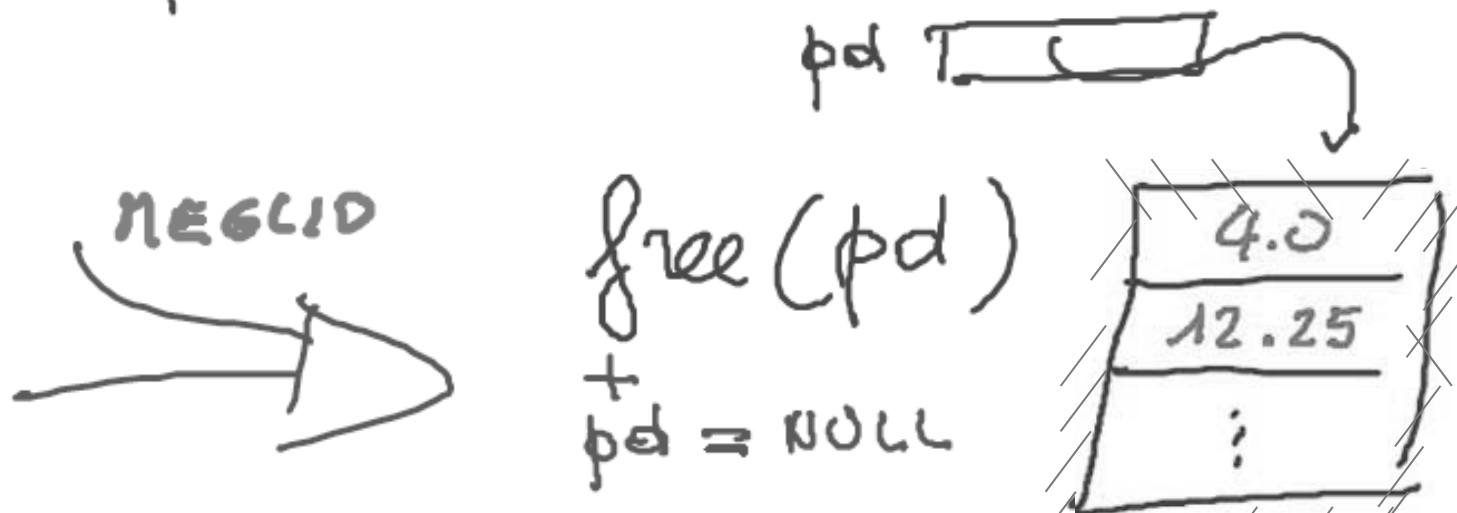 pd
MEGLIO
free(pd)
4.0
12.25
+
pd = NULL
⋮